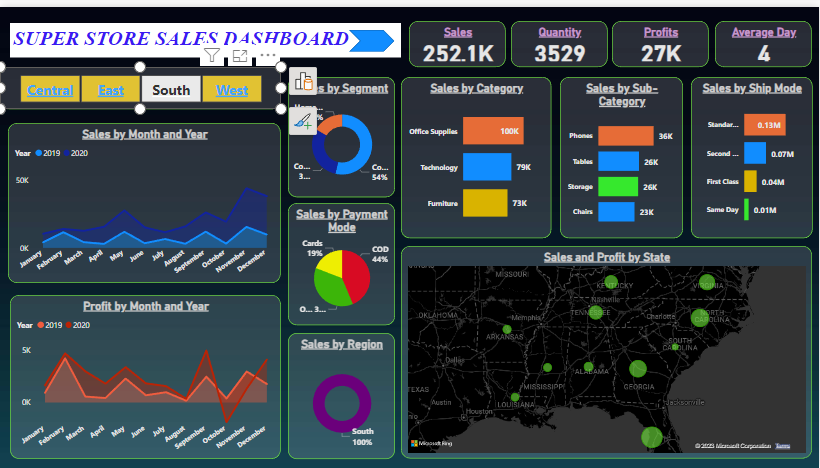 SUPER STORE SALES DASHBOARD
Sales
252.1K
Quantity
3529
Profits
27K
Average Day
4
Central
East
South
West
s by Segment
Co...
3...
Co...
54%
Sales by Category
Office Supplies
100K
Technology
79K
Furniture
73K
Sales by Sub-
Category
Phones
36K
Tables
26K
Storage
26K
Chairs
23K
Sales by Ship Mode
Standar...
0.13M
Second ...
0.07M
First Class
0.04M
Same Day
0.01M
Sales by Month and Year
Year 2019 2020
50K
0K
January
February
March
April
May
June
July
August
September
October
November
December
Sales by Payment
Mode
Cards
19%
COD
44%
O... 3...
Profit by Month and Year
Year 2019 2020
5K
0K
January
February
March
April
May
June
July
August
September
October
November
December
Sales by Region
South
100%
Sales and Profit by State
MISSOURI
KENTUCKY
VIRGINIA
Nashville
OKLAHOMA
Memphis
TENNESSEE
Charlotte
NORTH
CAROLINA
ARKANSAS
SOUTH
CAROLINA
Dallas
MISSISSIPPI
ALABAMA
GEORGIA
TEXAS
Austin
LOUISIANA
Houston
Jacksonville
Microsoft Bing
© 2023 Microsoft Corporation Terms